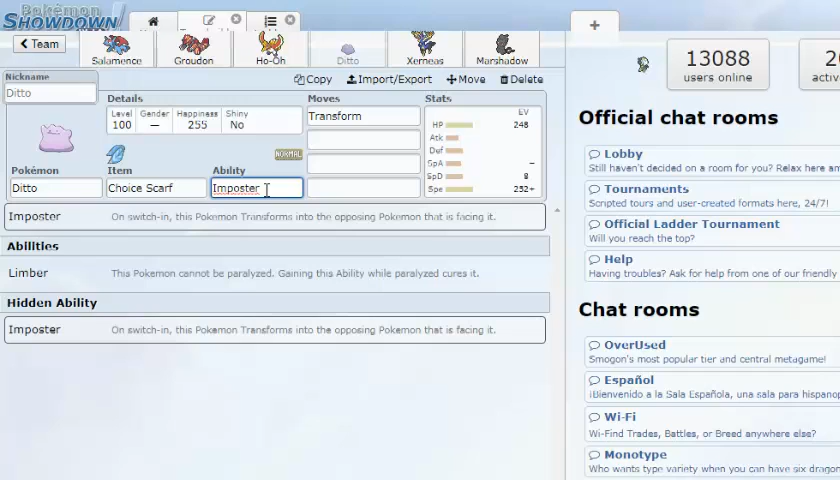 Pokémon
SHOWDOWN!
Team
Salamence
Groudon
Ho-Oh
Ditto
Xerneas
Marshadow
Copy
Import/Export
Move
Delete
Nickname
Ditto
Details
Level
100
Gender
—
Happiness
255
Shiny
No
NORMAL
Pokémon
Ditto
Item
Choice Scarf
Ability
Imposter
Moves
Transform
Stats
EV
HP 248
Atk
Def
SpA –
SpD 8
Spe 252+
Imposter On switch-in, this Pokemon Transforms into the opposing Pokemon that is facing it.
Abilities
Limber This Pokemon cannot be paralyzed. Gaining this Ability while paralyzed cures it.
Hidden Ability
Imposter On switch-in, this Pokemon Transforms into the opposing Pokemon that is facing it.
+
13088
users online
active
Official chat rooms
Lobby
Still haven't decided on a room for you? Relax here
Tournaments
Scripted tours and user-created formats here, 24/7!
Official Ladder Tournament
Will you reach the top?
Help
Having troubles? Ask for help from one of our friendly
Chat rooms
OverUsed
Smogon's most popular tier and central metagame!
Español
¡Bienvenido a la Sala Española, una sala para
Wi-Fi
Wi-Find Trades, Battles, or Breed anywhere else?
Monotype
Who wants type variety when you can have six